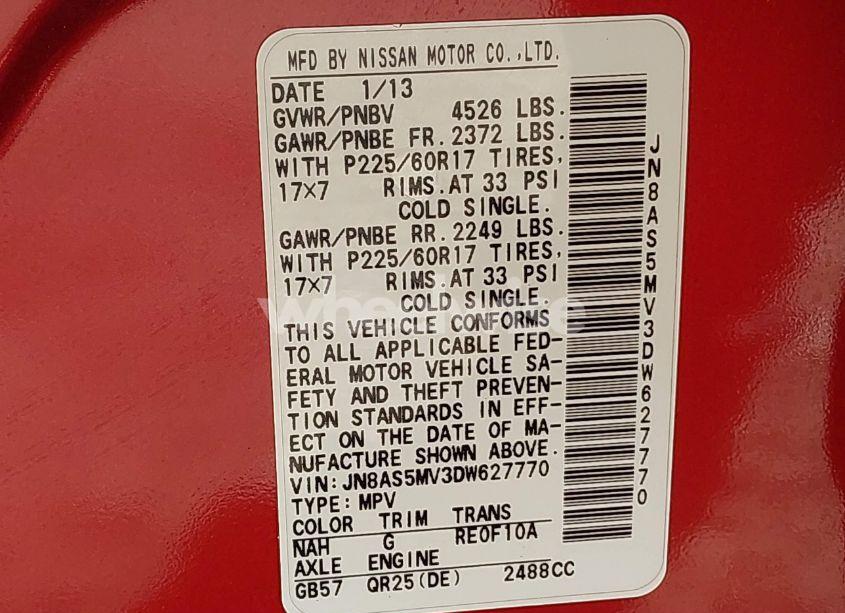 MFD BY NISSAN MOTOR CO.,LTD.
DATE 1/13
GVWR/PNBV 4526 LBS.
GAWR/PNBE FR. 2372 LBS.
WITH P225/60R17 TIRES,
17×7 RIMS.AT 33 PSI
COLD SINGLE.
GAWR/PNBE RR. 2249 LBS.
WITH P225/60R17 TIRES,
17×7 RIMS.AT 33 PSI
COLD SINGLE.
THIS VEHICLE CONFORMS
TO ALL APPLICABLE FED-
ERAL MOTOR VEHICLE SA-
FETY AND THEFT PREVEN-
TION STANDARDS IN EFF-
ECT ON THE DATE OF MA-
NUFACTURE SHOWN ABOVE.
VIN:JN8AS5MV3DW627770
TYPE:MPV
COLOR TRIM TRANS
NAH G RE0F10A
AXLE ENGINE
GB57 QR25(DE) 2488CC
JN8AS5MV3DW627770